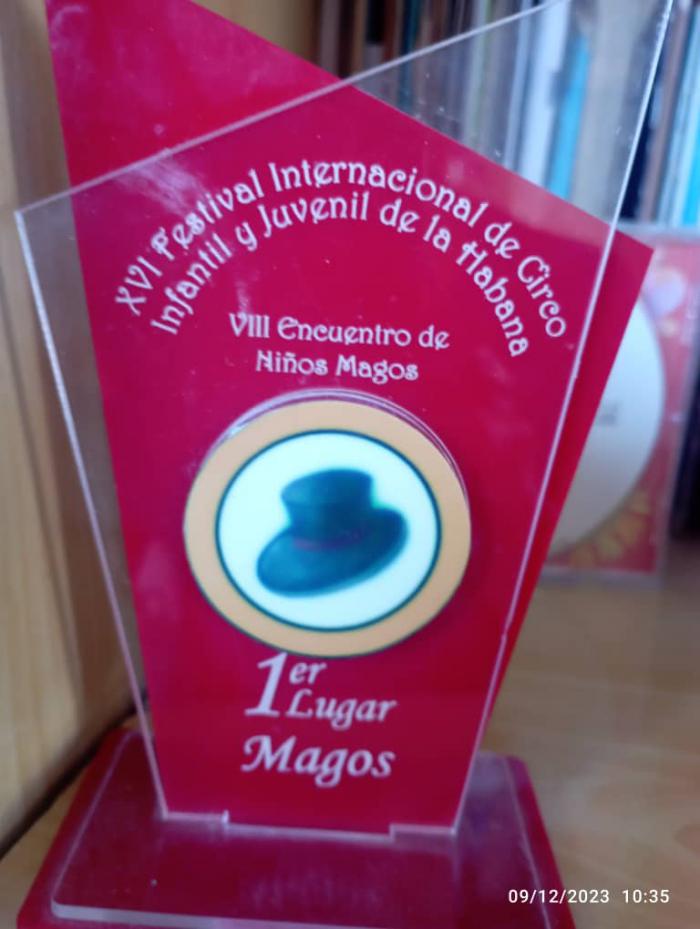 XVI Festival Internacional de Circo
Infantil y Juvenil de la Habana
VIII Encuentro de
Niños Magos
1er
Lugar
Magos
09/12/2023 10:35